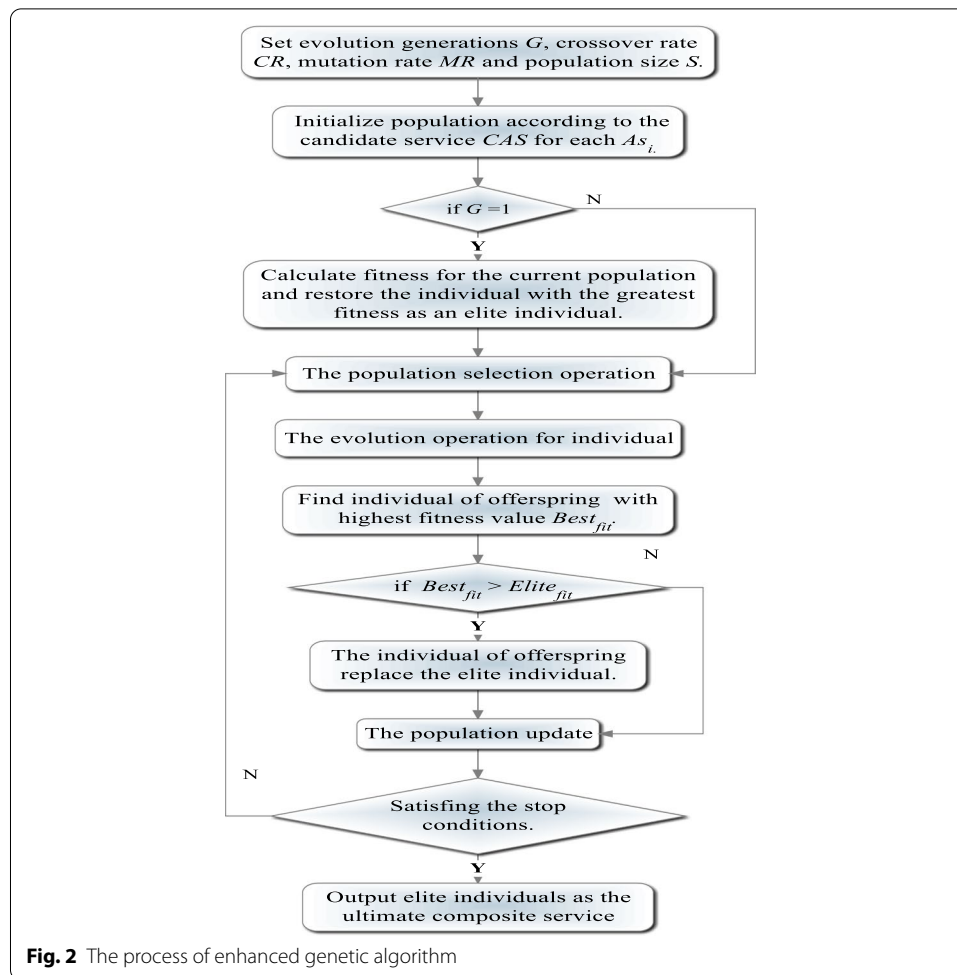 Set evolution generations G, crossover rate
CR, mutation rate MR and population size S.
Initialize population according to the
candidate service CAS for each As_i.
if G =1
N
Y
Calculate fitness for the current population
and restore the individual with the greatest
fitness as an elite individual.
The population selection operation
The evolution operation for individual
Find individual of offspring with
highest fitness value Best_fit.
N
if Best_fit > Elite_fit
Y
The individual of offspring
replace the elite individual.
The population update
N
Satisfing the stop
conditions.
Y
Output elite individuals as the
ultimate composite service
Fig. 2 The process of enhanced genetic algorithm